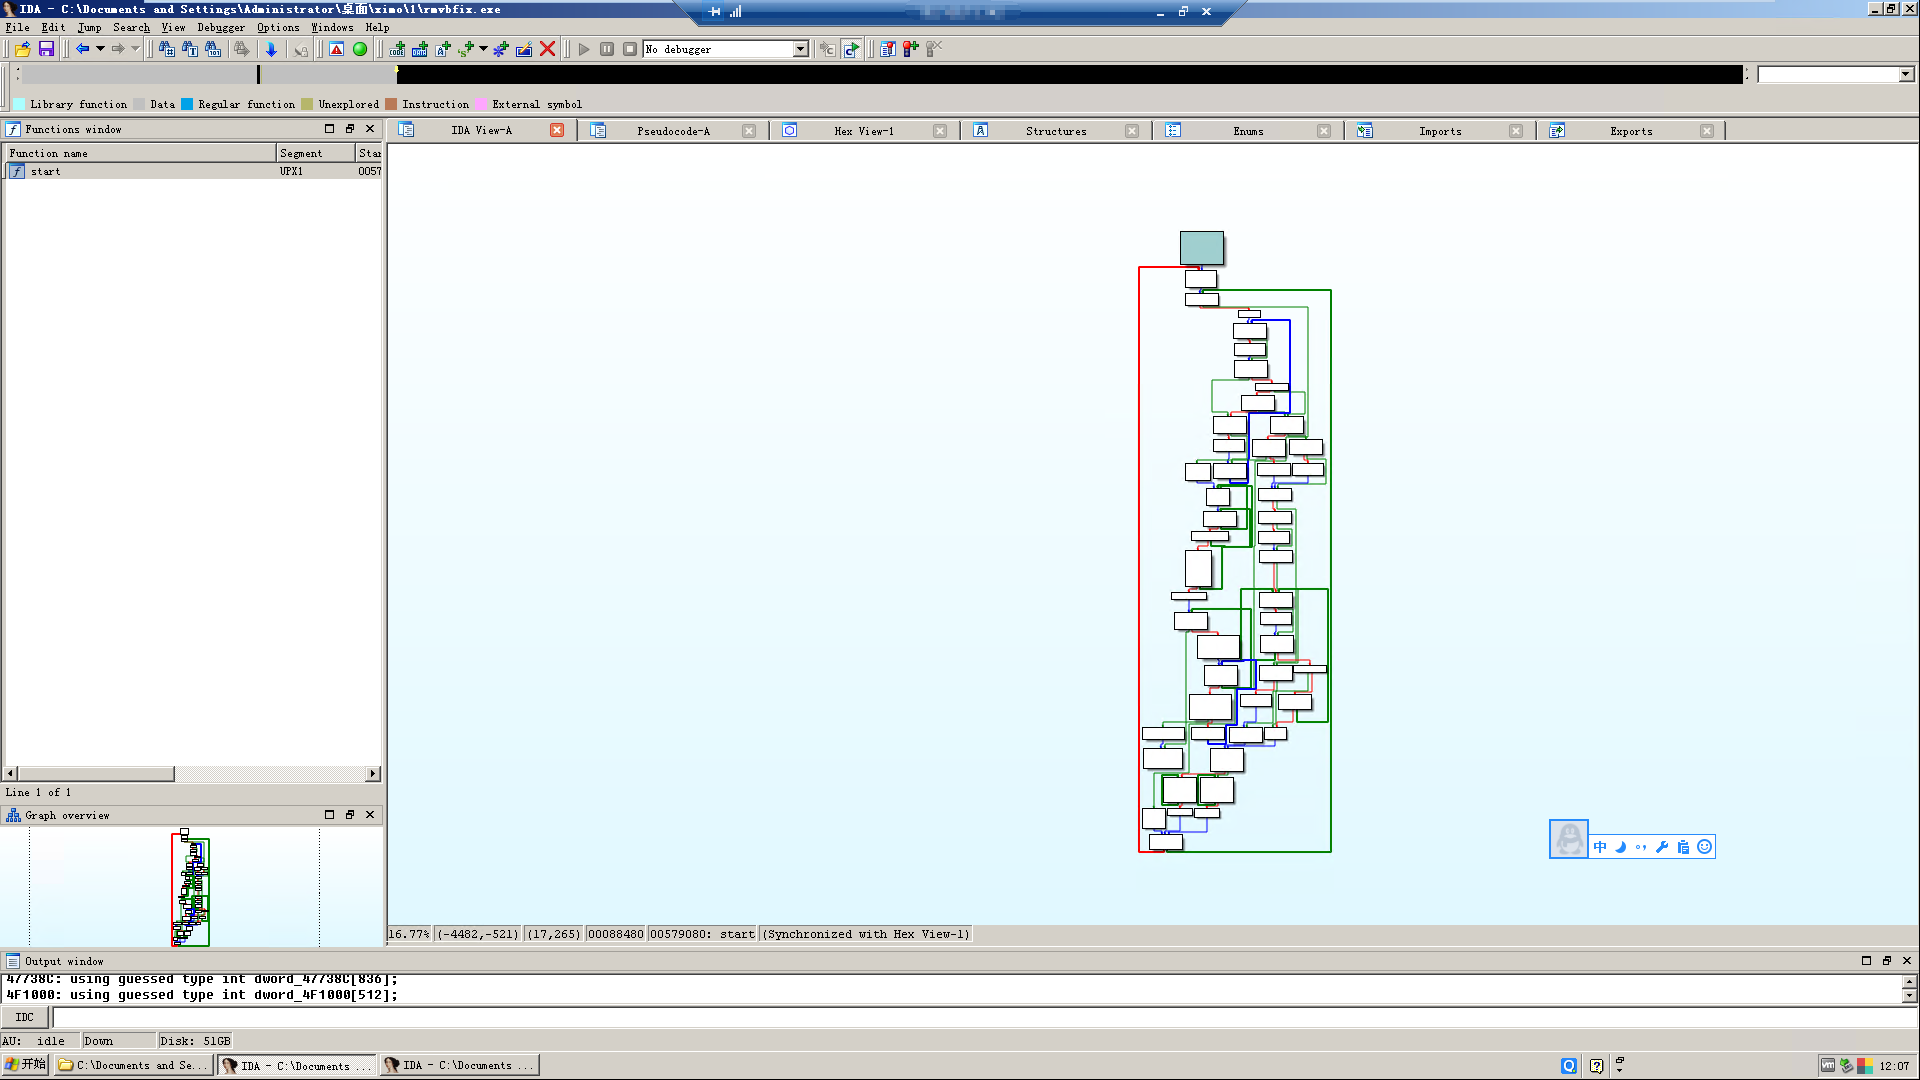 IDA - C:\Documents and Settings\Administrator\桌面\ximo\1\rmvbfix.exe
File Edit Jump Search View Debugger Options Windows Help
No debugger
Library function Data Regular function Unexplored Instruction External symbol
Functions window
IDA View-A Pseudocode-A Hex View-1 Structures Enums Imports Exports
Function name Segment Star
start UPX1 0057
Line 1 of 1
Graph overview
中
16.77% (-4482,-521) (17,265) 00088480 00579080: start (Synchronized with Hex View-1)
Output window
47738C: using guessed type int dword_47738C[836];
4F1000: using guessed type int dword_4F1000[512];
IDC
AU: idle Down Disk: 51GB
开始 C:\Documents and Se... IDA - C:\Documents ... IDA - C:\Documents ... 12:07